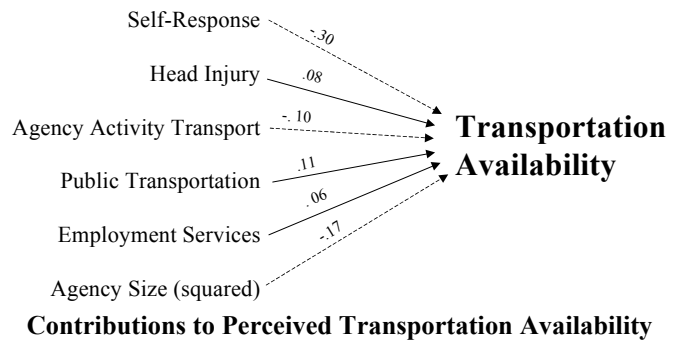 Self-Response
-.30
Head Injury
.08
Agency Activity Transport
-. 10
Transportation
Availability
Public Transportation
.11
Employment Services
. 06
Agency Size (squared)
-.17
Contributions to Perceived Transportation Availability